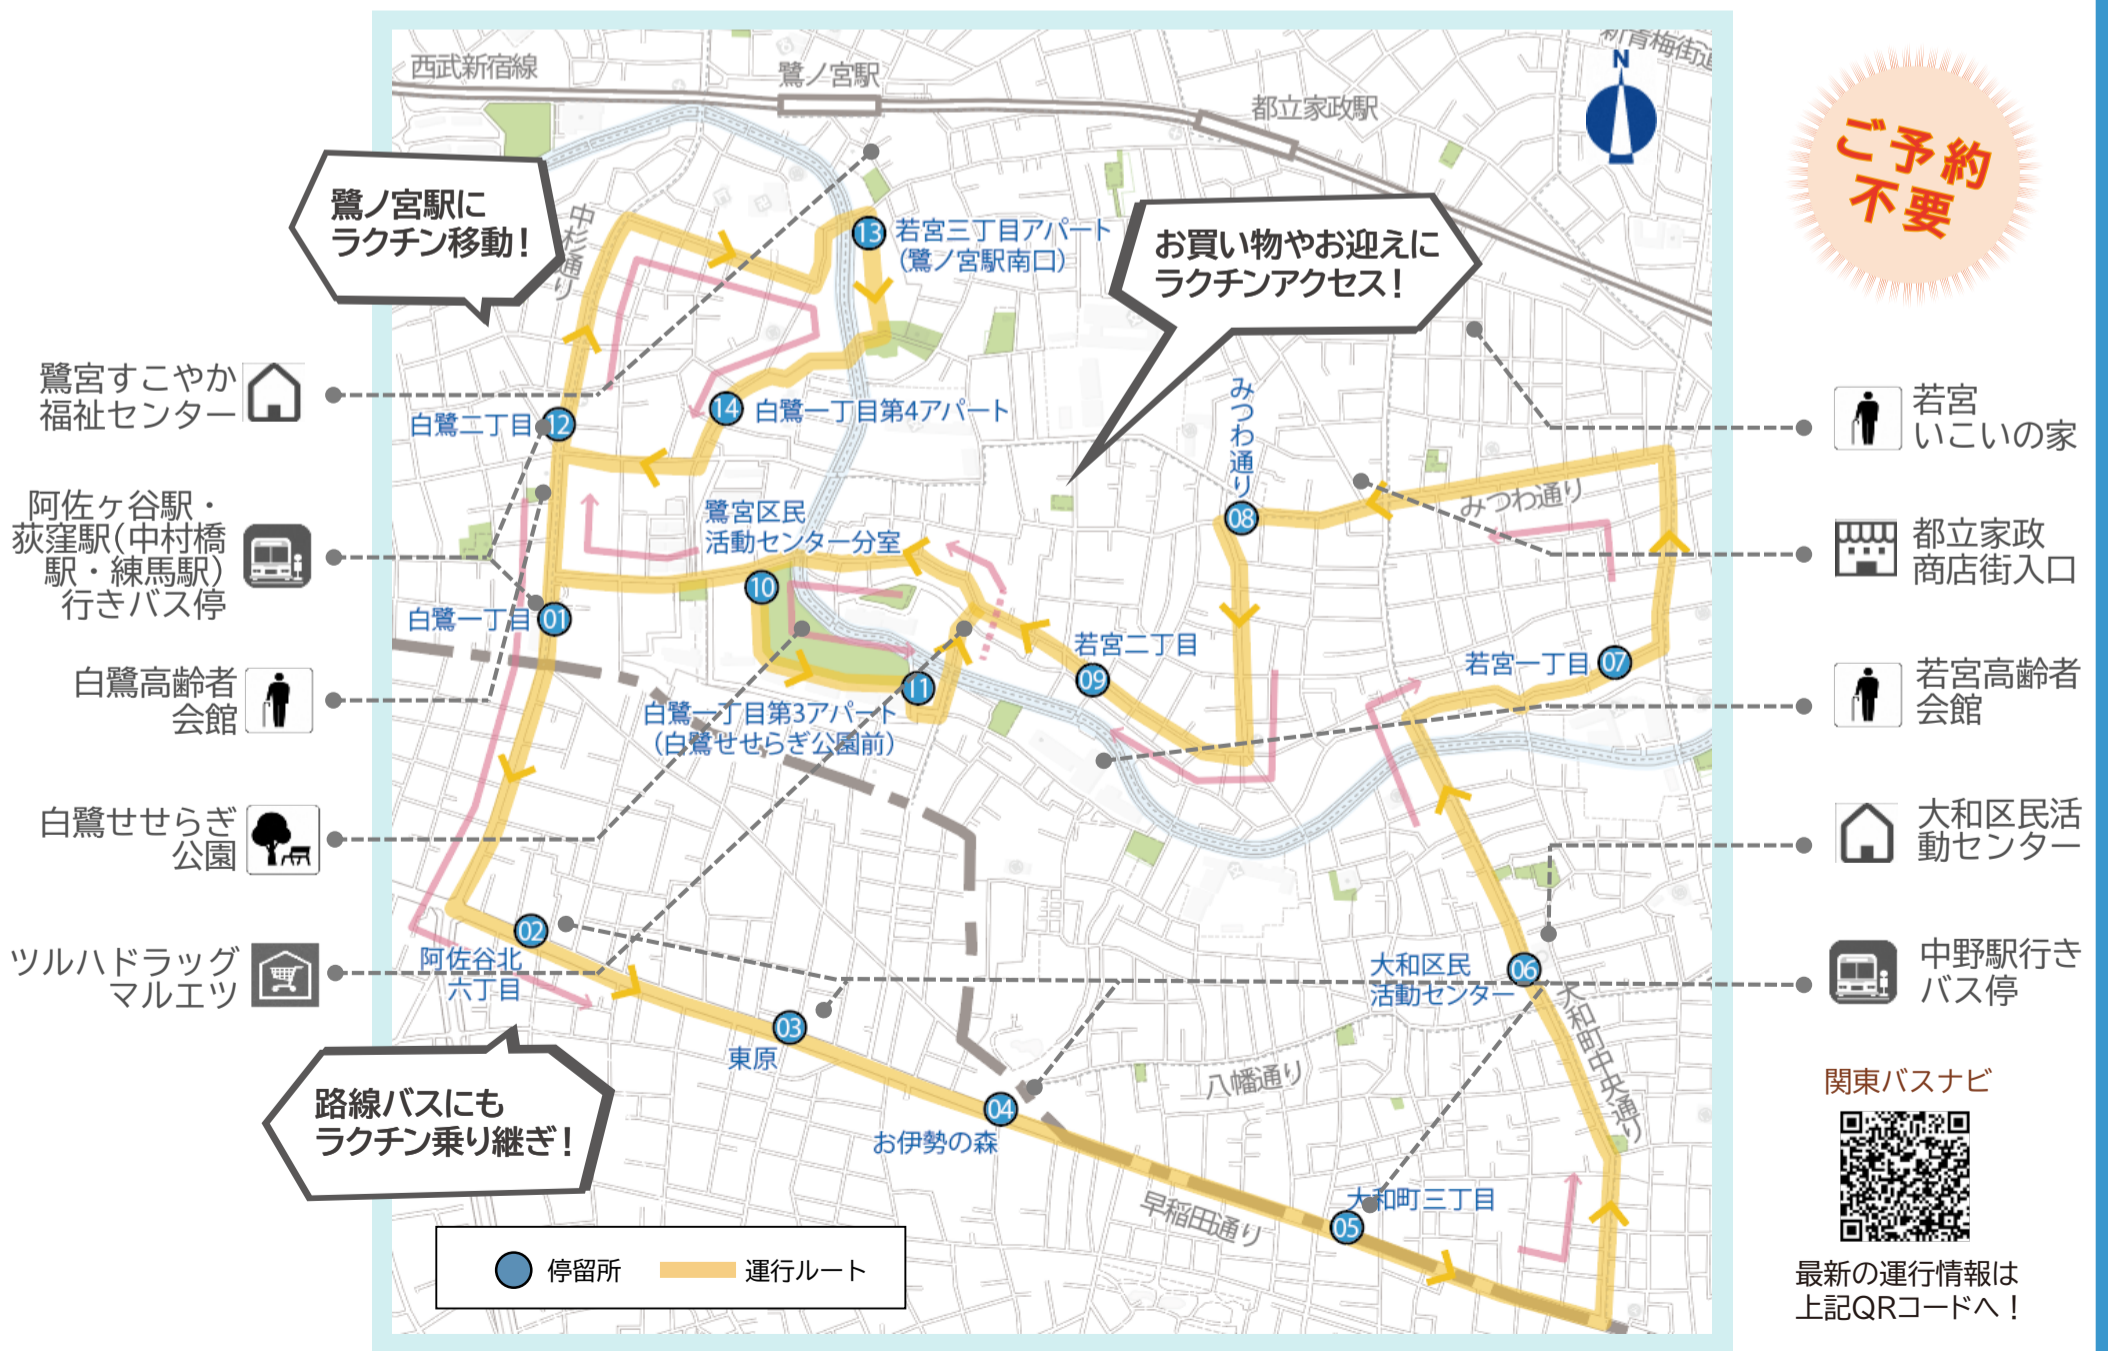 西武新宿線
鷺ノ宮駅
都立家政駅
新青梅街道
N
ご予約
不要
鷺ノ宮駅に
ラクチン移動！
中杉通り
13
若宮三丁目アパート
（鷺ノ宮駅南口）
お買い物やお迎えに
ラクチンアクセス！
鷺宮すこやか
福祉センター
白鷺二丁目
12
14
白鷺一丁目第4アパート
みつわ通り
08
みつわ通り
若宮
いこいの家
阿佐ヶ谷駅・
荻窪駅（中村橋
駅・練馬駅）
行きバス停
鷺宮区民
活動センター分室
10
都立家政
商店街入口
白鷺一丁目
01
若宮二丁目
09
若宮一丁目
07
白鷺高齢者
会館
11
白鷺一丁目第3アパート
（白鷺せせらぎ公園前）
若宮高齢者
会館
白鷺せせらぎ
公園
大和区民活
動センター
ツルハドラッグ
マルエツ
02
阿佐谷北
六丁目
03
東原
大和区民
活動センター
06
大和町中央通り
中野駅行き
バス停
路線バスにも
ラクチン乗り継ぎ！
04
お伊勢の森
八幡通り
早稲田通り
大和町三丁目
05
関東バスナビ
最新の運行情報は
上記QRコードへ！
停留所
運行ルート